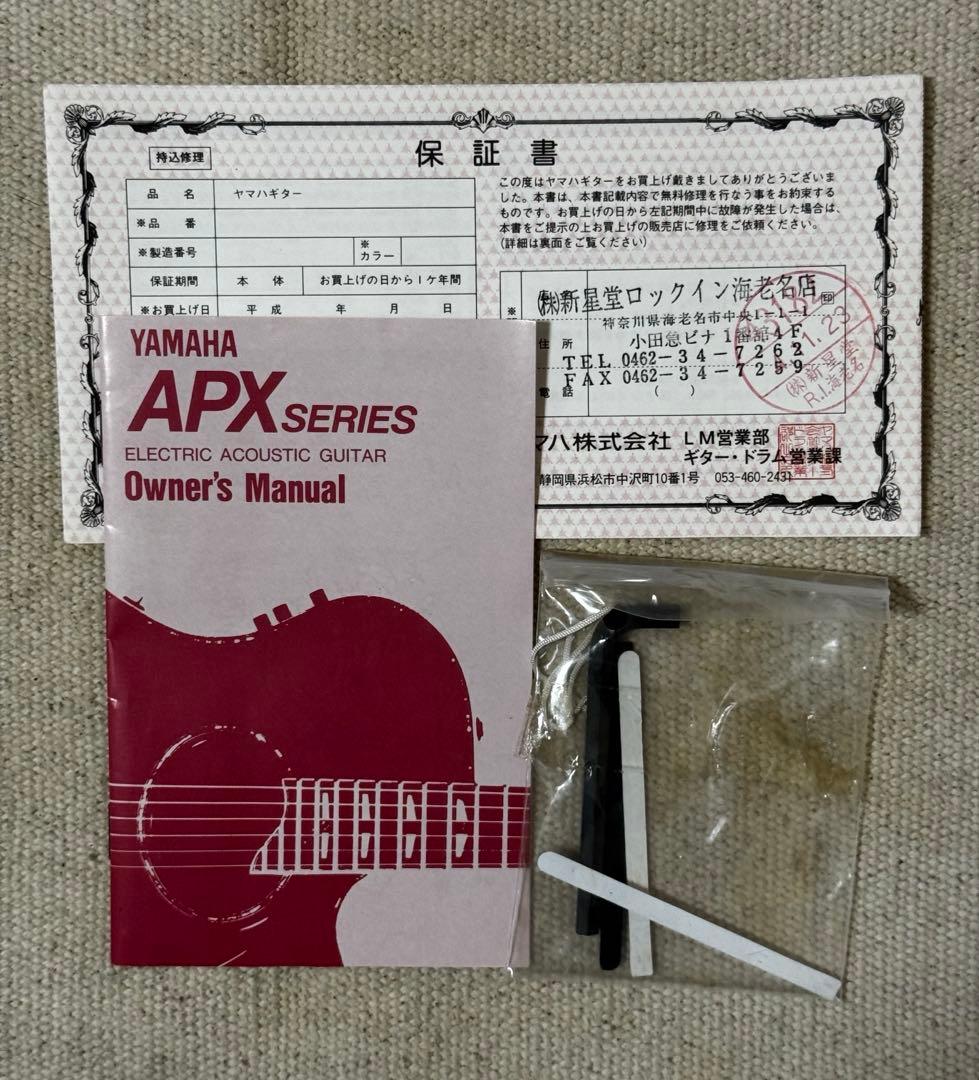 保証書
持込修理
品名 ヤマハギター
※品番
※製造番号
※
カラー
保証期間 本体 お買上げの日から1ケ年間
※お買上げ日 平成 年 月 日
この度はヤマハギターをお買上げ戴きましてありがとうございま
した。本書は、本書記載内容で無料修理を行なう事をお約束する
ものです。お買上げの日から左記期間中に故障が発生した場合は、
本書をご提示の上お買上げの販売店に修理をご依頼ください。
(詳細は裏面をご覧ください)
※
㈱新星堂ロックイン海老名店
印
神奈川県海老名市中央1-1-1
住所
小田急ビナ1番館4F
TEL 0462-34-7262
FAX 0462-34-7259
電話 ( )
1.23
㈱新星堂
R.I.海老名
マハ株式会社 LM営業部
ギター・ドラム営業課
静岡県浜松市中沢町10番1号 053-460-2431
YAMAHA
APX SERIES
ELECTRIC ACOUSTIC GUITAR
Owner's Manual